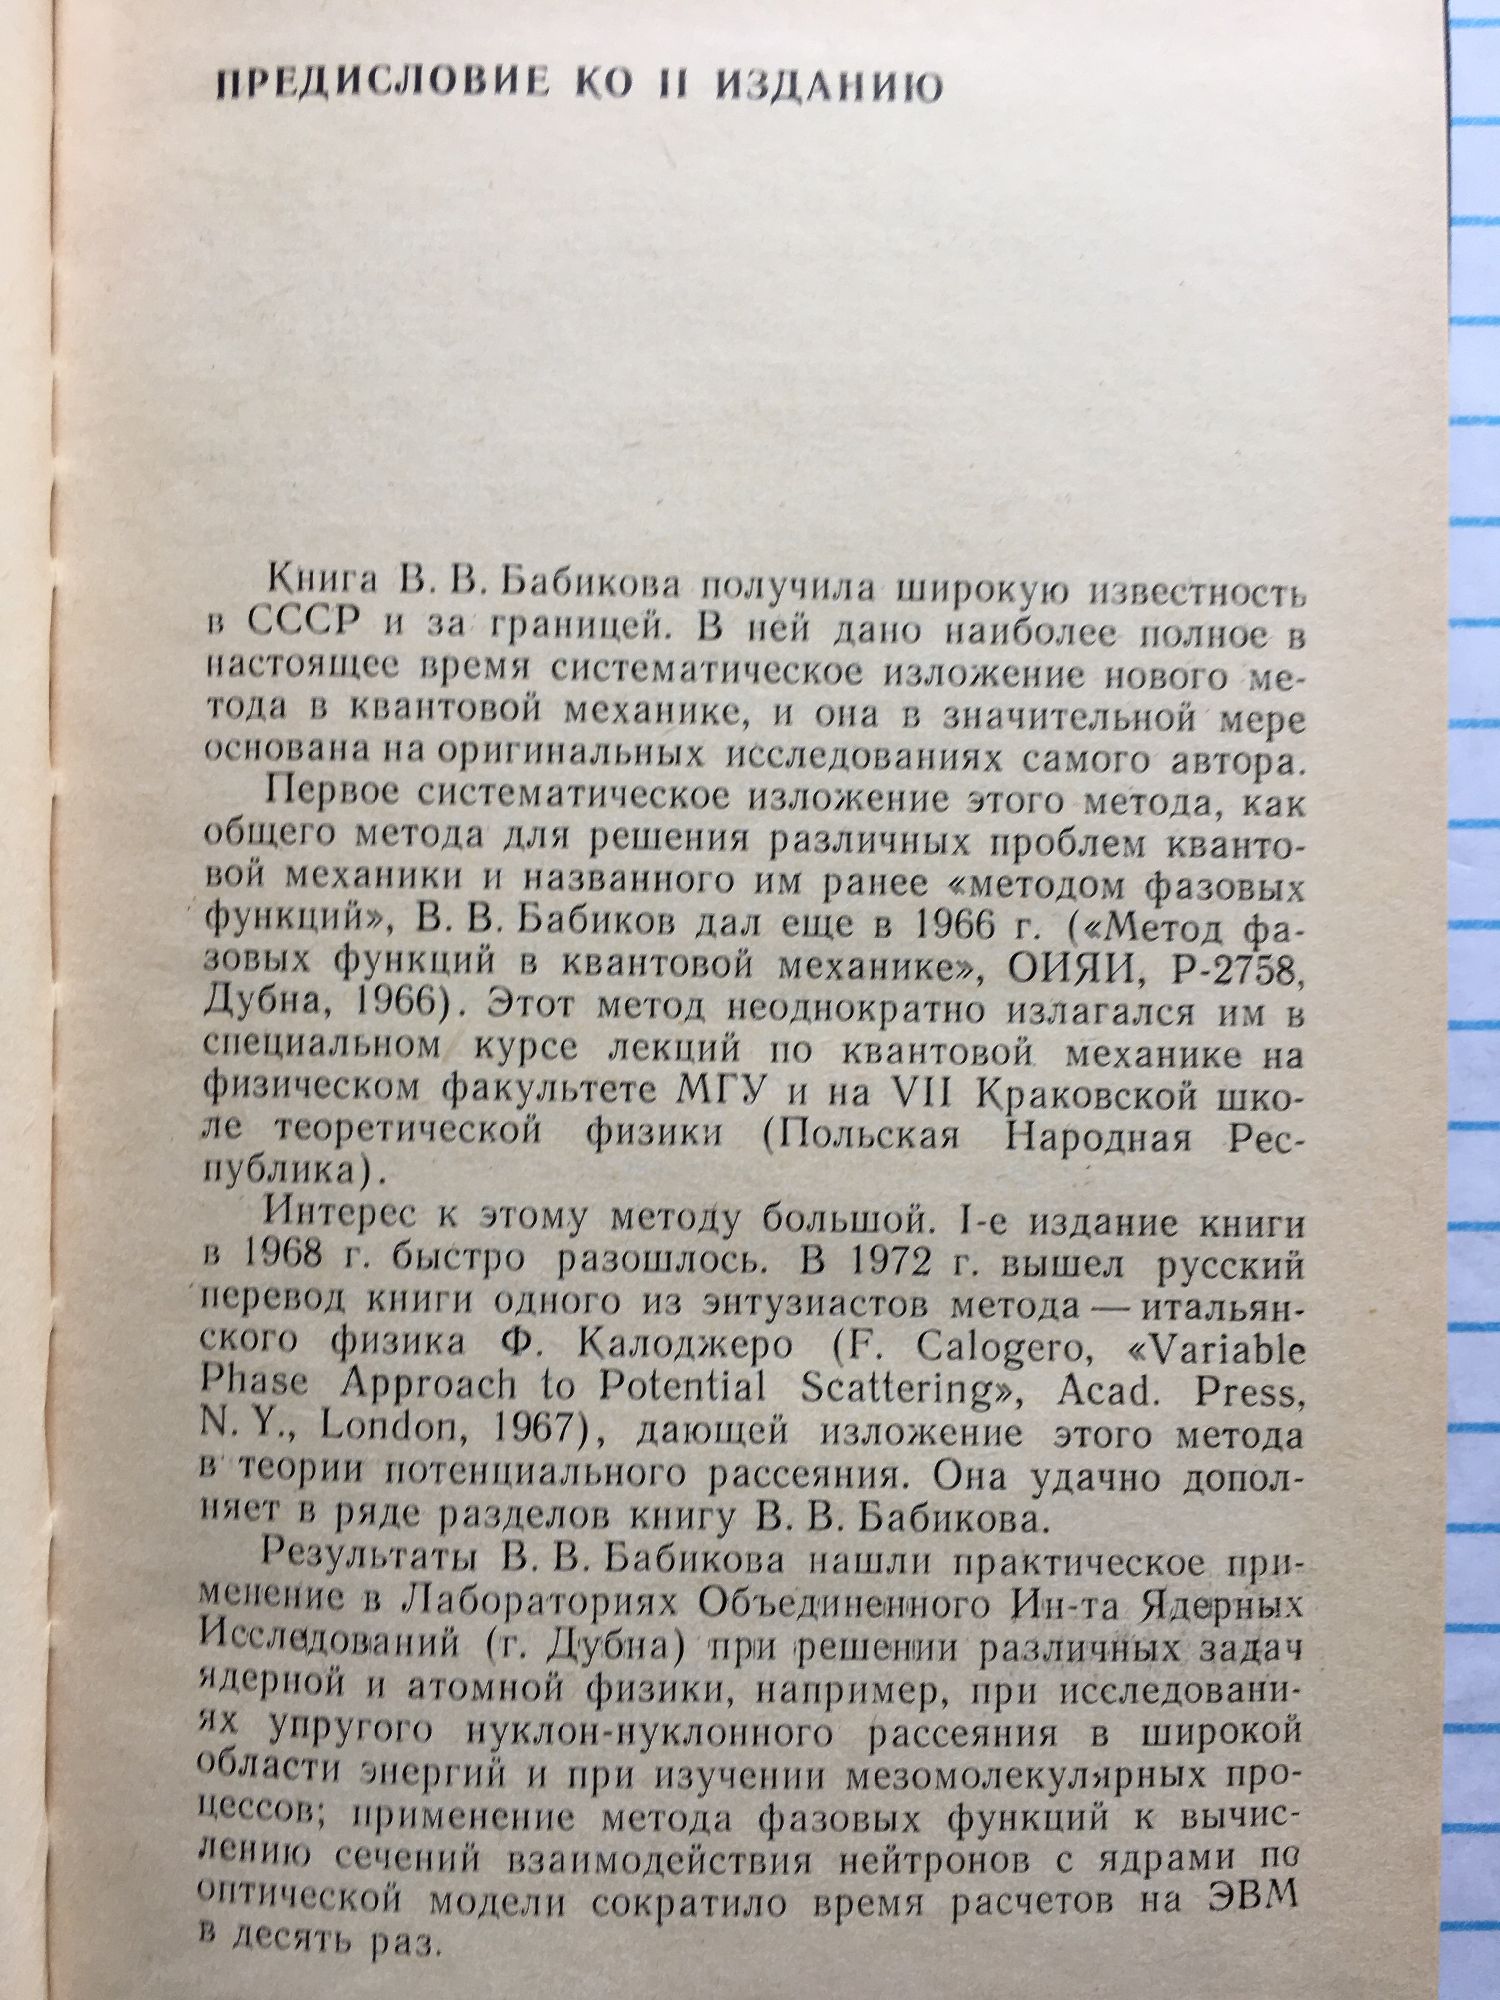 ПРЕДИСЛОВИЕ КО II ИЗДАНИЮ
Книга В. В. Бабикова получила широкую известность
в СССР и за границей. В ней дано наиболее полное в
настоящее время систематическое изложение нового ме-
тода в квантовой механике, и она в значительной мере
основана на оригинальных исследованиях самого автора.
Первое систематическое изложение этого метода, как
общего метода для решения различных проблем кванто-
вой механики и названного им ранее «методом фазовых
функций», В. В. Бабиков дал еще в 1966 г. («Метод фа-
зовых функций в квантовой механике», ОИЯИ, Р-2758,
Дубна, 1966). Этот метод неоднократно излагался им в
специальном курсе лекций по квантовой механике на
физическом факультете МГУ и на VII Краковской шко-
ле теоретической физики (Польская Народная Рес-
публика).
Интерес к этому методу большой. I-е издание книги
в 1968 г. быстро разошлось. В 1972 г. вышел русский
перевод книги одного из энтузиастов метода — итальян-
ского физика Ф. Калоджеро (F. Calogero, «Variable
Phase Approach to Potential Scattering», Acad. Press,
N. Y., London, 1967), дающей изложение этого метода
в теории потенциального рассеяния. Она удачно допол-
няет в ряде разделов книгу В. В. Бабикова.
Результаты В. В. Бабикова нашли практическое при-
менение в Лабораториях Объединенного Ин-та Ядерных
Исследований (г. Дубна) при решении различных задач
ядерной и атомной физики, например, при исследовани-
ях упругого нуклон-нуклонного рассеяния в широкой
области энергий и при изучении мезомолекулярных про-
цессов; применение метода фазовых функций к вычис-
лению сечений взаимодействия нейтронов с ядрами по
оптической модели сократило время расчетов на ЭВМ
в десять раз.